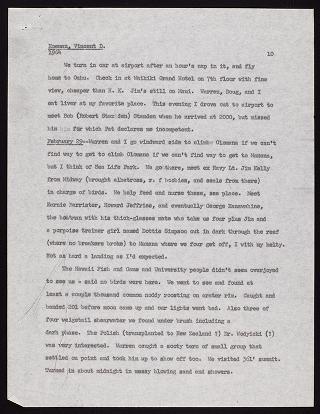 Hoeman, Vincent D.
1964
10
We turn in car at airport after an hour's nap in it, and fly
home to Oahu. Check in at Waikiki Grand Hotel on 7th floor with fine
view, cheaper than H. K. Jim's still on Maui. Warren, Doug, and I
eat liver at my favorite place. This evening I drove out to airport to
meet Bob (Robert Standen) Standen when he arrived at 2000, but missed
him for which Pat declares me incompetent.
February 29--Warren and I go windward side to climb Olomana if we can't
find way to get to climb Olomana if we can't find way to get to Manana,
but I think of Sea Life Park. We go there, meet ex Navy Lt. Jim Kelly
from Midway (brought albatross, r. f boobies, and seals from there)
in charge of birds. We help feed and nurse these, see place. Meet
Bernie Harrister, Howard Jeffries, and eventually George
the boatman with his thick-glasses mate who take us four plus Jim and
a porpoise trainer girl named Dottie Simpson out in dark through the reef
(where no breakers broke) to Manana where we four get off, I with my
Not as hard a landing as I'd expected.
The Hawaii Fish and Game and University people didn't seem overjoyed
to see us - said no birds were here. We went to see and found at
least a couple thousand common noddy roosting on crater rim. Caught and
banded 201 before moon came up and our lights went bad. Also three of
four wedgetail shearwater we found under brush including a
dark phase. The Polish (transplanted to New Zealand ?) Dr. Wodzicki (?)
was very interested. Warren caught a sooty tern of small group that
settled on point and took him up to show off too. We visited 361' summit.
Turned in about midnight in messy blowing sand and showers.